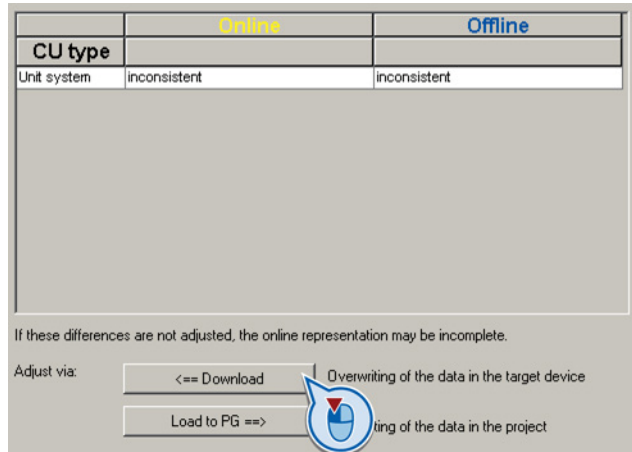 Online Offline
CU type
Unit system inconsistent inconsistent
If these differences are not adjusted, the online representation may be incomplete.
Adjust via: <== Download Overwriting of the data in the target device
Load to PG ==> ting of the data in the project